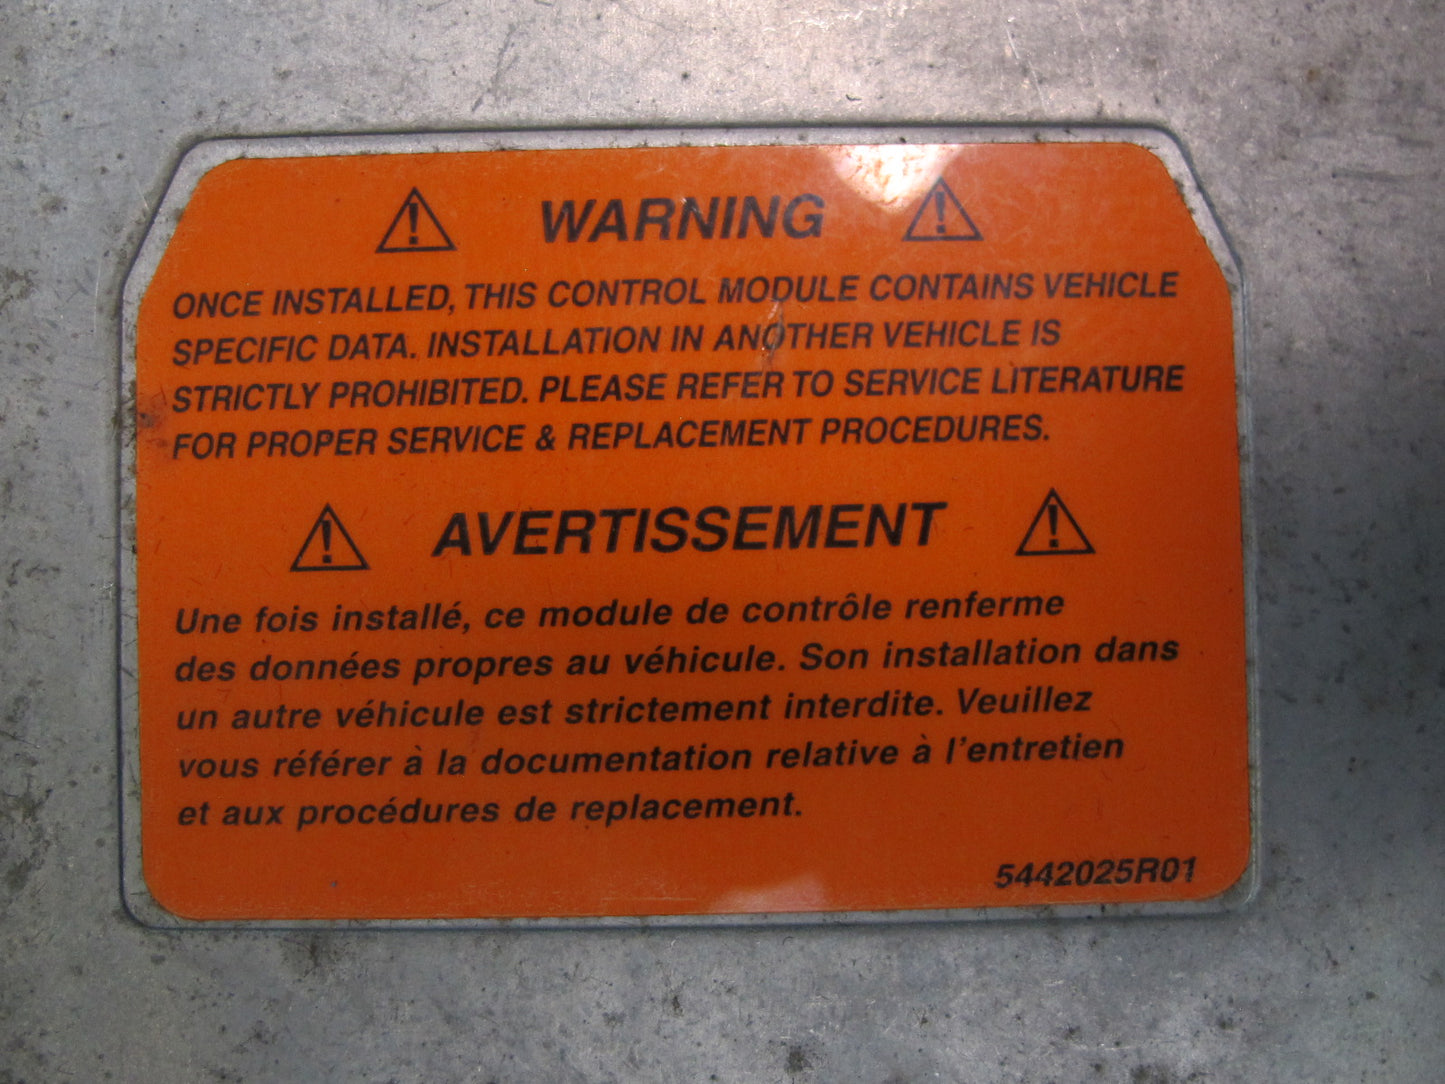 WARNING
ONCE INSTALLED, THIS CONTROL MODULE CONTAINS VEHICLE
SPECIFIC DATA. INSTALLATION IN ANOTHER VEHICLE IS
STRICTLY PROHIBITED. PLEASE REFER TO SERVICE LITERATURE
FOR PROPER SERVICE & REPLACEMENT PROCEDURES.
AVERTISSEMENT
Une fois installé, ce module de contrôle renferme
des données propres au véhicule. Son installation dans
un autre véhicule est strictement interdite. Veuillez
vous référer à la documentation relative à l'entretien
et aux procédures de replacement.
5442025R01